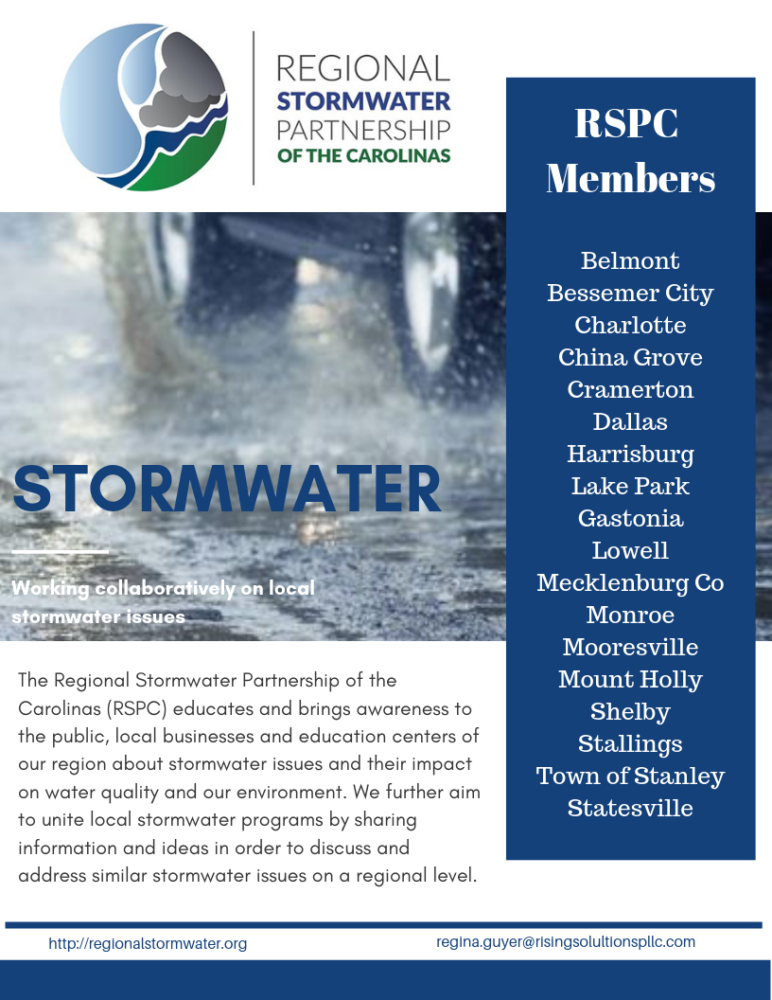 REGIONAL
STORMWATER
PARTNERSHIP
OF THE CAROLINAS
RSPC
Members
Belmont
Bessemer City
Charlotte
China Grove
Cramerton
Dallas
Harrisburg
Lake Park
Gastonia
Lowell
Mecklenburg Co
Monroe
Mooresville
Mount Holly
Shelby
Stallings
Town of Stanley
Statesville
STORMWATER
Working collaboratively on local
stormwater issues
The Regional Stormwater Partnership of the
Carolinas (RSPC) educates and brings awareness to
the public, local businesses and education centers of
our region about stormwater issues and their impact
on water quality and our environment. We further aim
to unite local stormwater programs by sharing
information and ideas in order to discuss and
address similar stormwater issues on a regional level.
http://regionalstormwater.org
regina.guyer@risingsolultionspllc.com